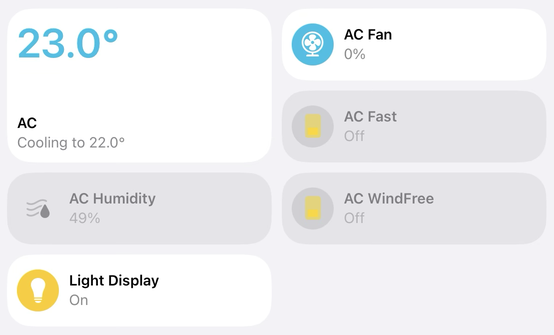 23.0°
AC
Cooling to 22.0°
AC Fan
0%
AC Fast
Off
AC Humidity
49%
AC WindFree
Off
Light Display
On